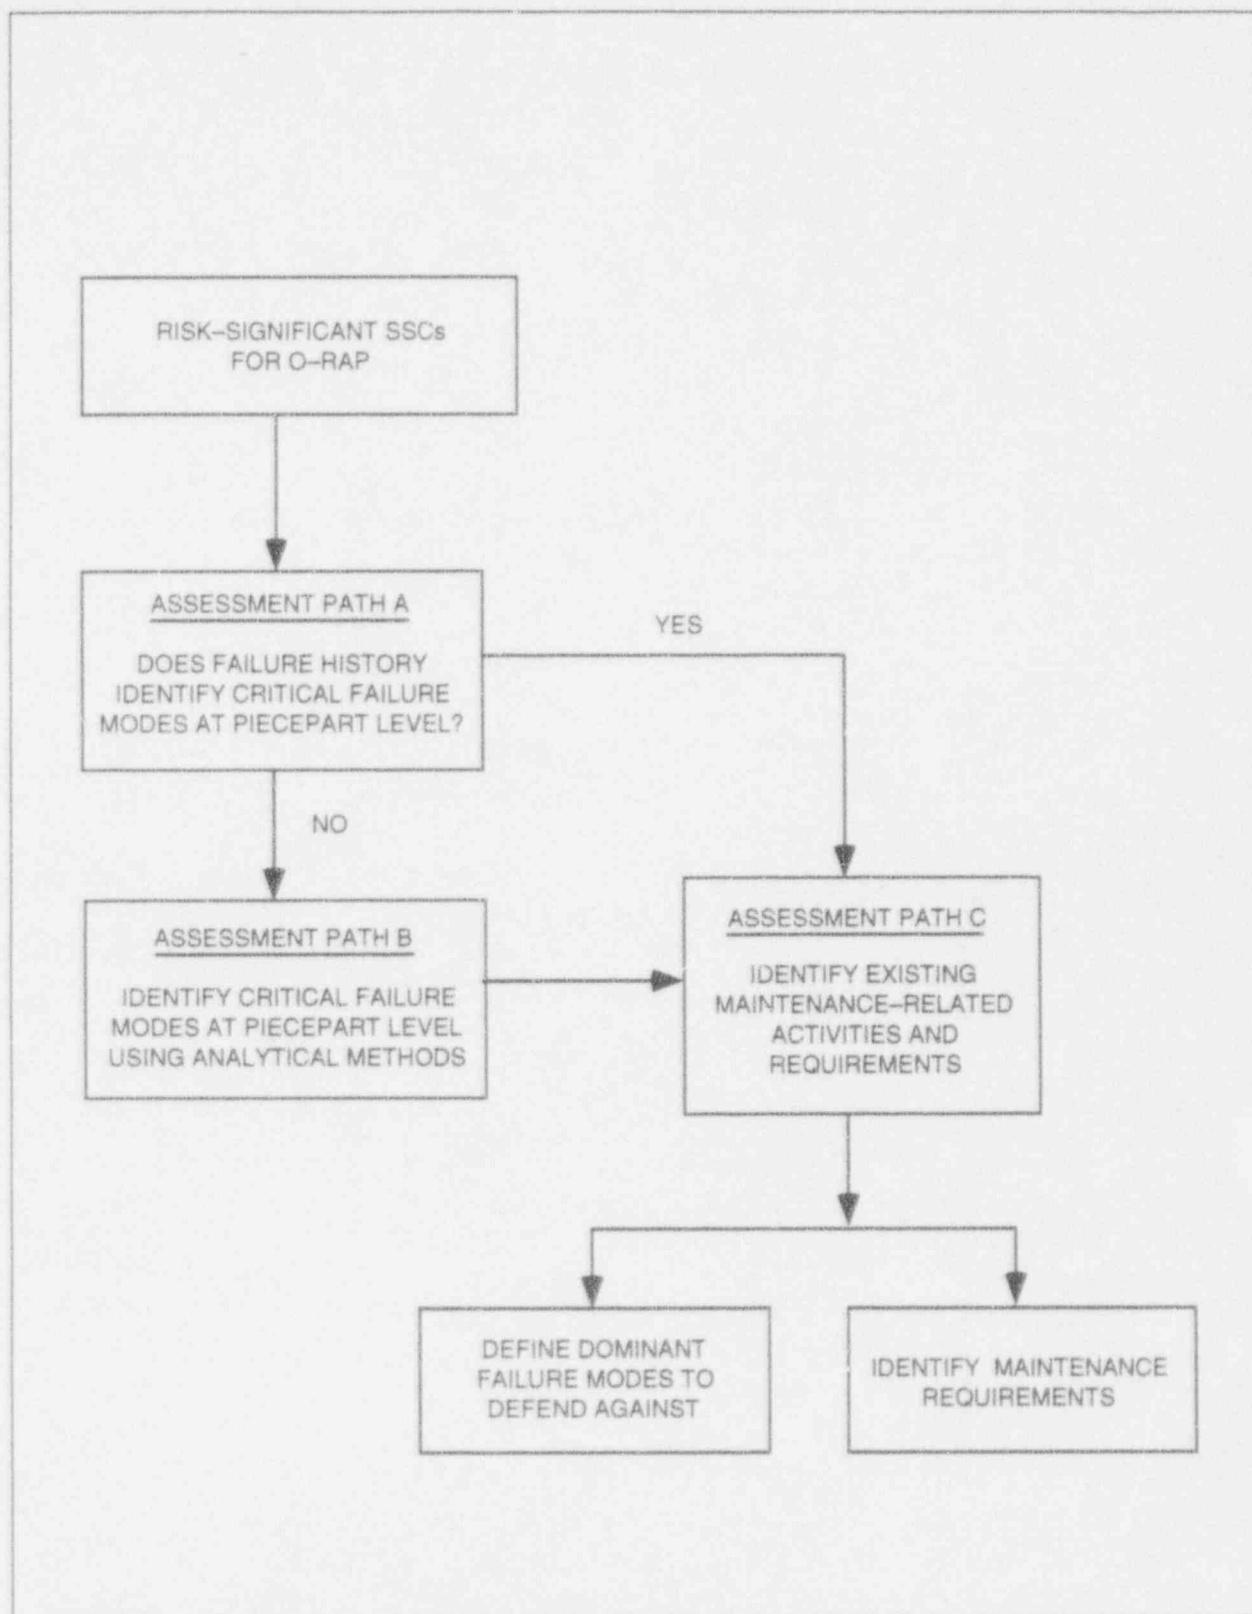 RISK–SIGNIFICANT SSCs
FOR O–RAP
ASSESSMENT PATH A
DOES FAILURE HISTORY
IDENTIFY CRITICAL FAILURE
MODES AT PIECEPART LEVEL?
YES
NO
ASSESSMENT PATH B
IDENTIFY CRITICAL FAILURE
MODES AT PIECEPART LEVEL
USING ANALYTICAL METHODS
ASSESSMENT PATH C
IDENTIFY EXISTING
MAINTENANCE–RELATED
ACTIVITIES AND
REQUIREMENTS
DEFINE DOMINANT
FAILURE MODES TO
DEFEND AGAINST
IDENTIFY MAINTENANCE
REQUIREMENTS